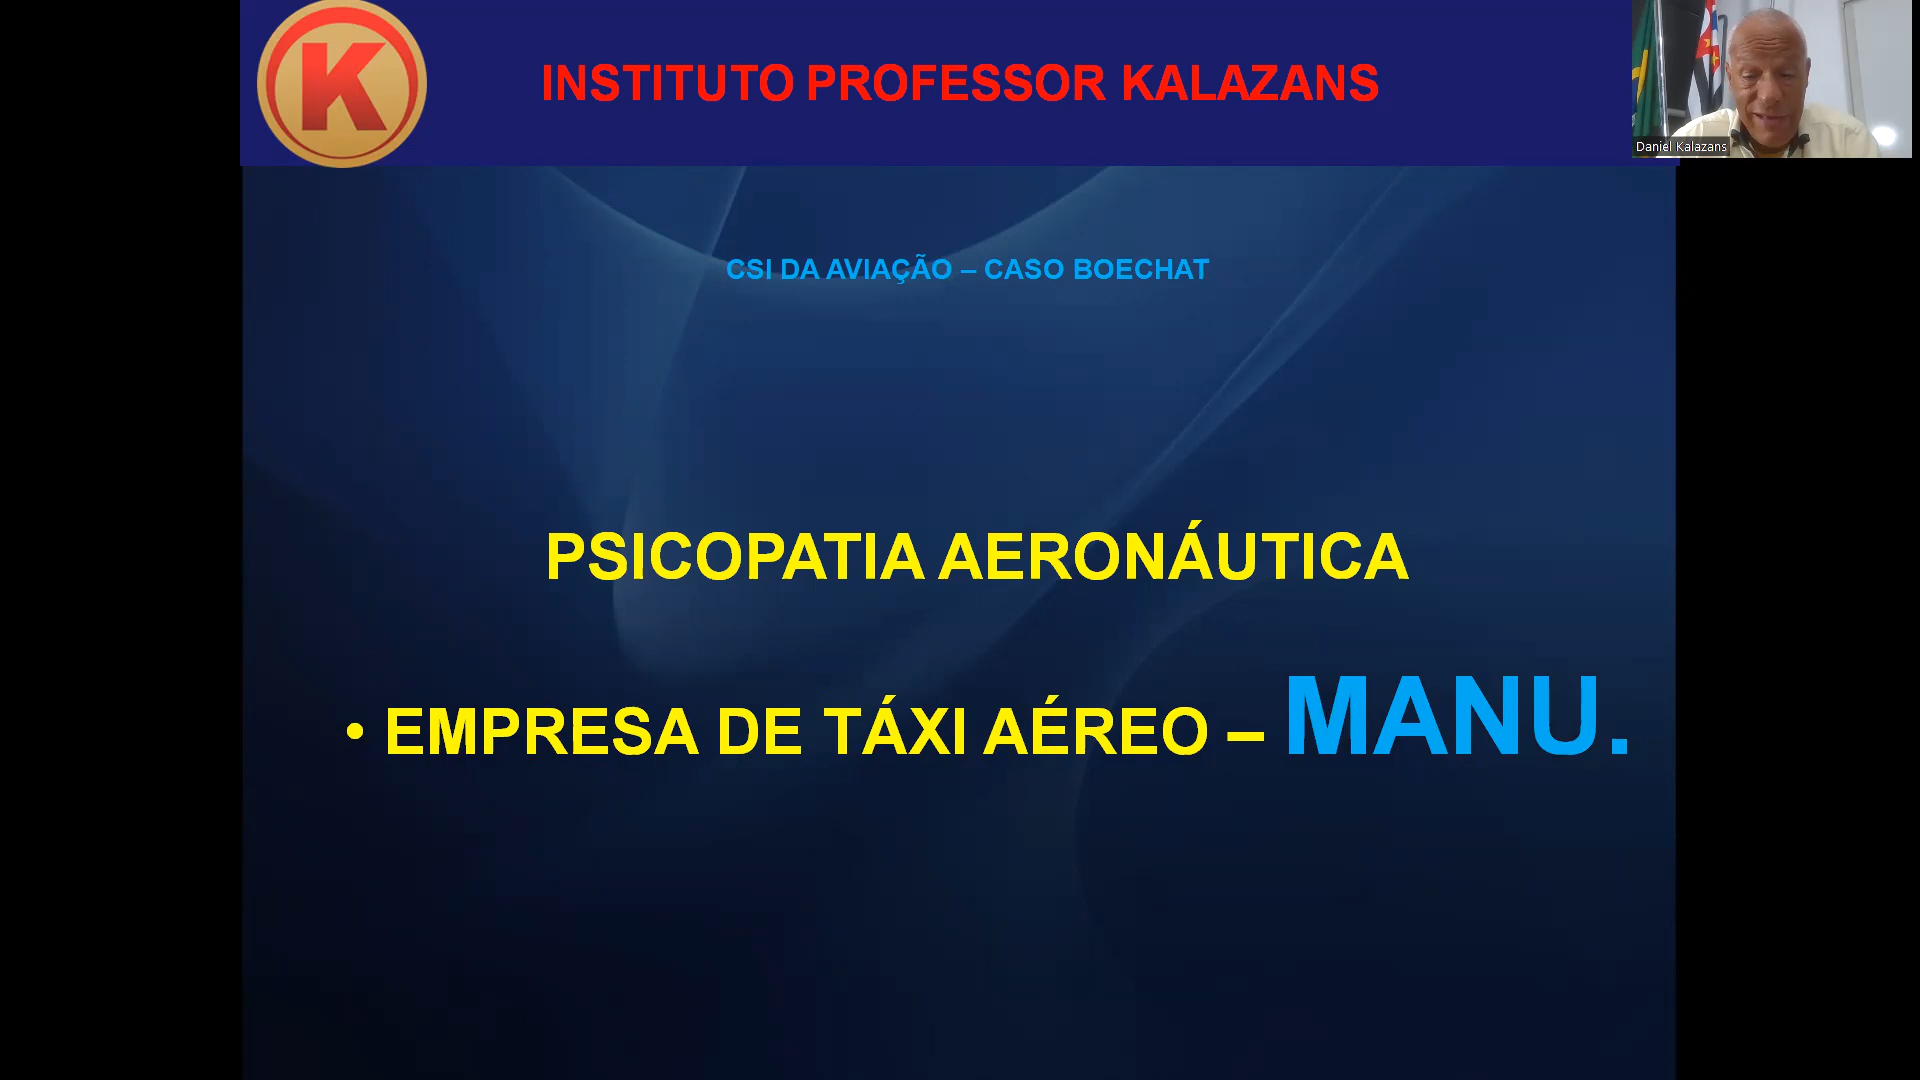 K
INSTITUTO PROFESSOR KALAZANS
Daniel Kalazans
CSI DA AVIAÇÃO – CASO BOECHAT
PSICOPATIA AERONÁUTICA
• EMPRESA DE TÁXI AÉREO – MANU.